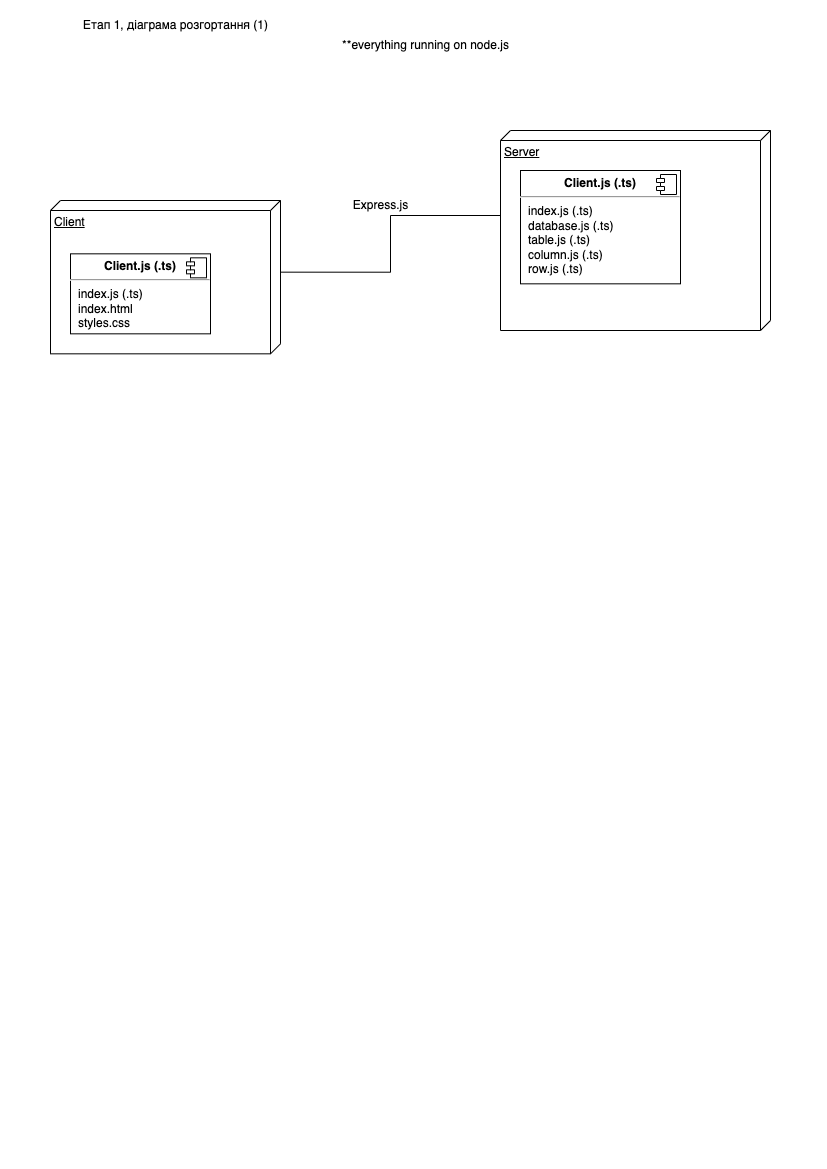 Етап 1, діаграма розгортання (1)
**everything running on node.js
Server
Client.js (.ts)
index.js (.ts)
database.js (.ts)
table.js (.ts)
column.js (.ts)
row.js (.ts)
Express.js
Client
Client.js (.ts)
index.js (.ts)
index.html
styles.css